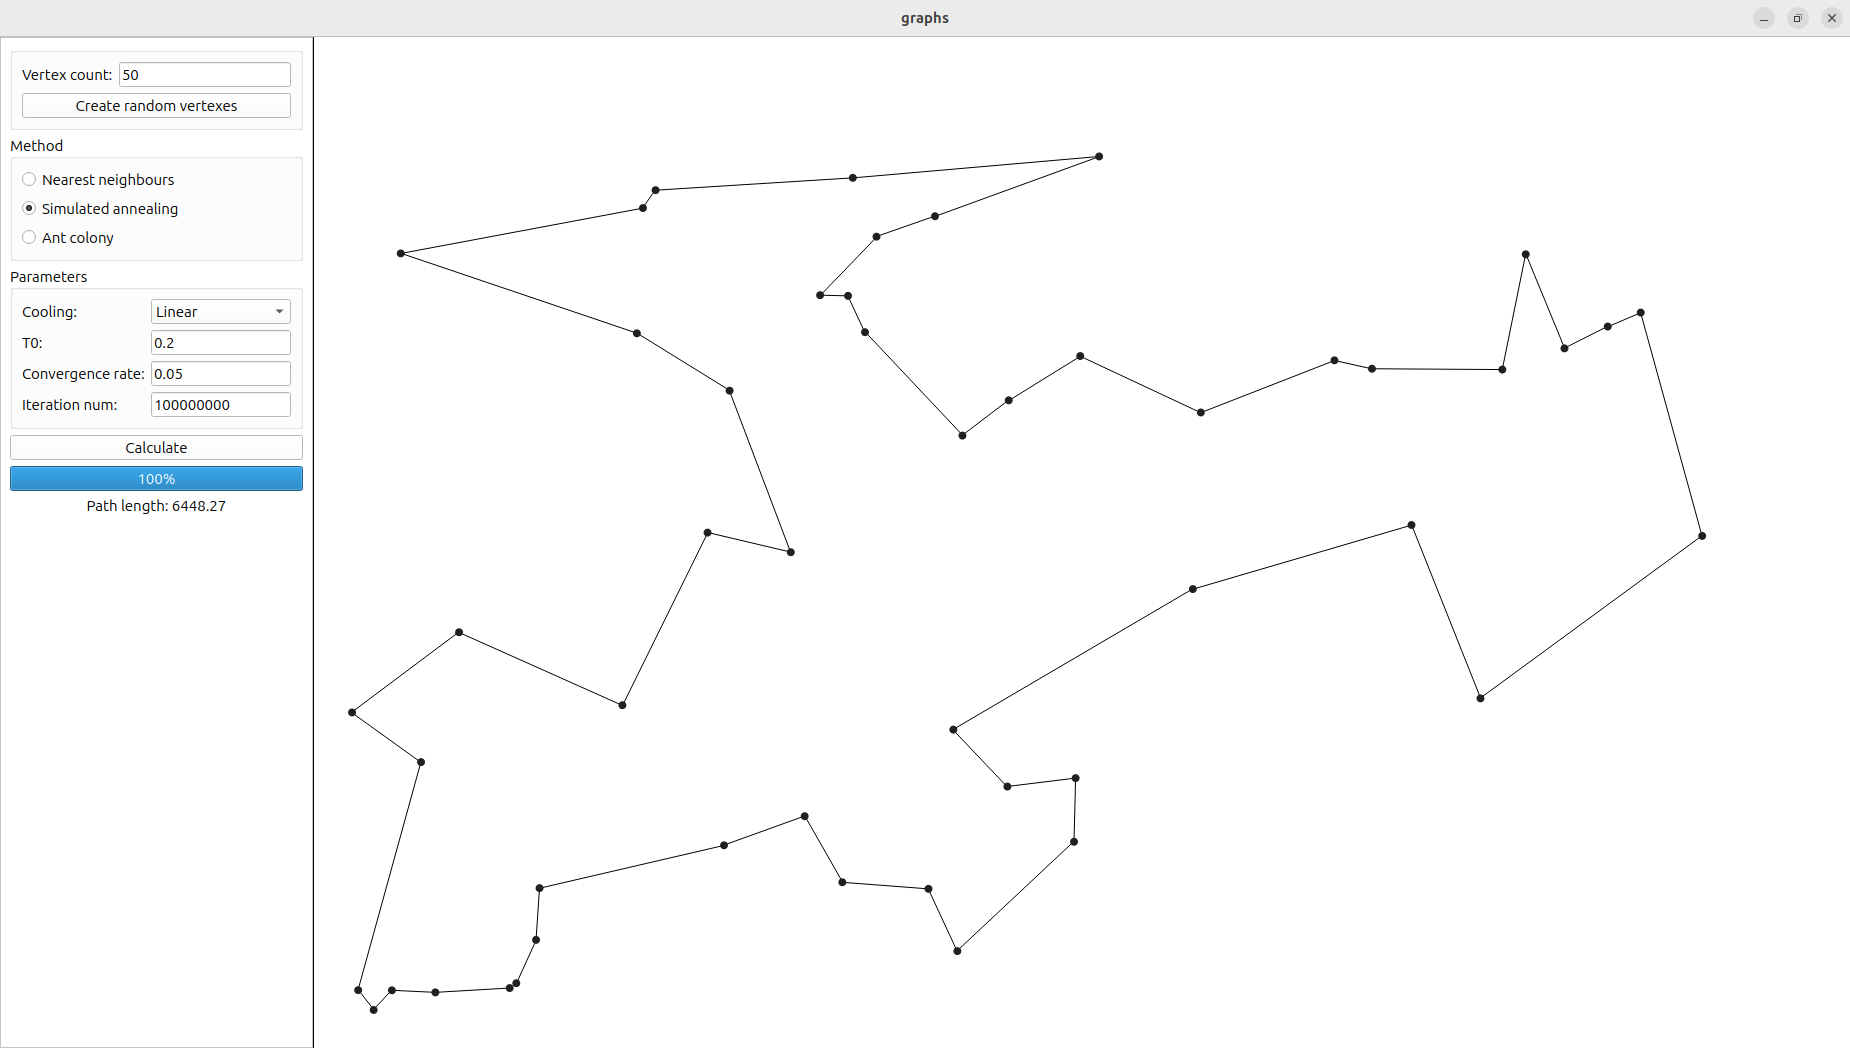 graphs
Vertex count: 50
Create random vertexes
Method
Nearest neighbours
Simulated annealing
Ant colony
Parameters
Cooling: Linear
T0: 0.2
Convergence rate: 0.05
Iteration num: 100000000
Calculate
100%
Path length: 6448.27